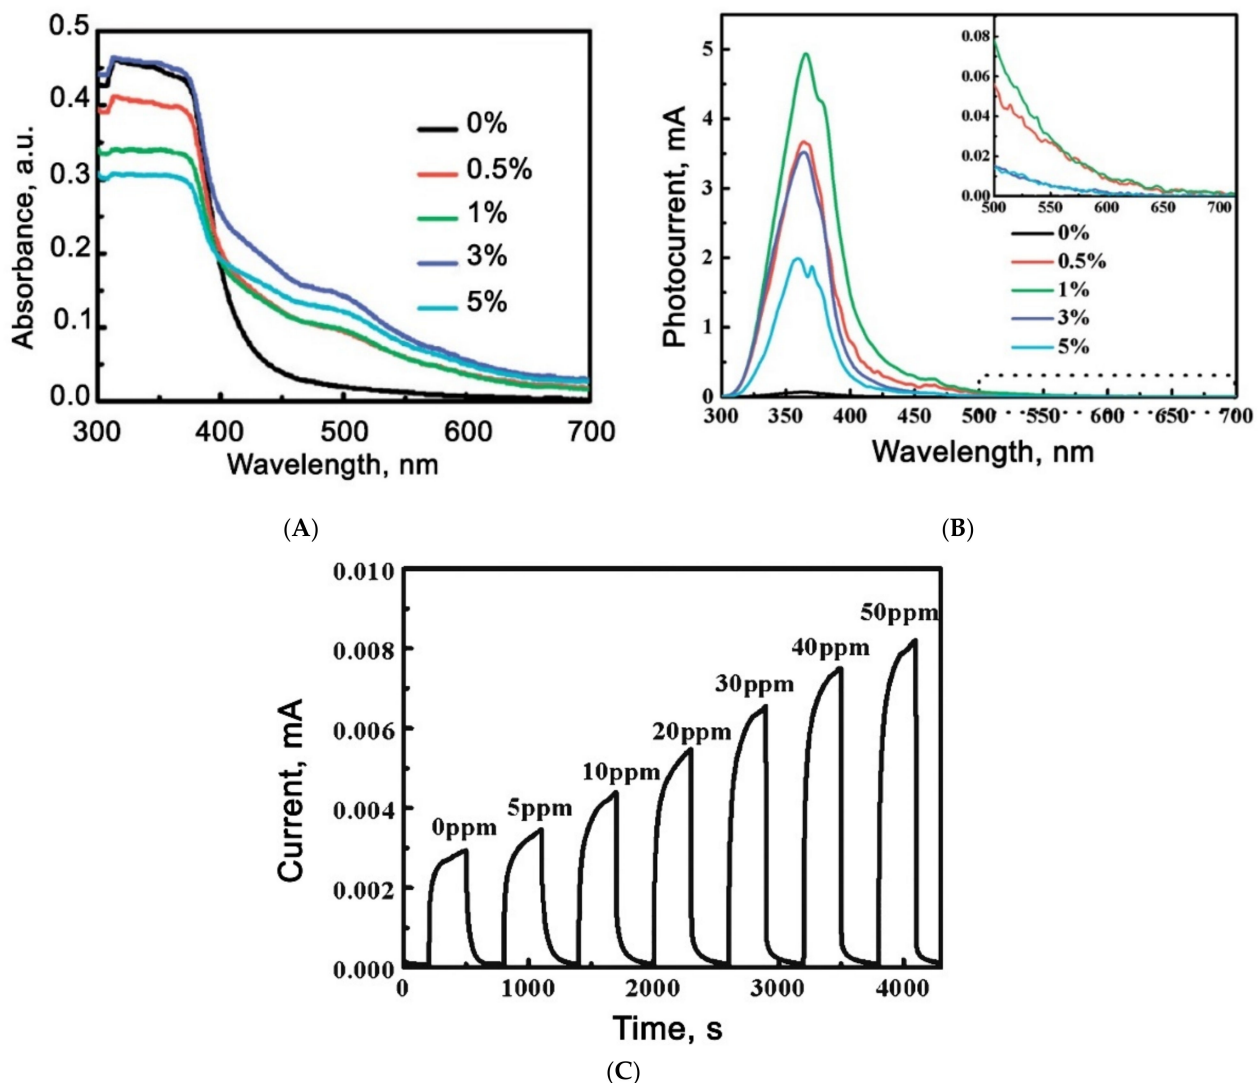 0.5
0.5
0.4
0.3
0.2
0.1
0.0
Absorbance, a.u.
0%
0.5%
1%
3%
5%
300 400 500 600 700
Wavelength, nm
(A)
5
4
3
2
1
0
Photocurrent, mA
0.08
0.06
0.04
0.02
0.00
500 550 600 650 700
0%
0.5%
1%
3%
5%
300 350 400 450 500 550 600 650 700
Wavelength, nm
(B)
0.010
0.008
0.006
0.004
0.002
0.000
Current, mA
0ppm
5ppm
10ppm
20ppm
30ppm
40ppm
50ppm
0 1000 2000 3000 4000
Time, s
(C)